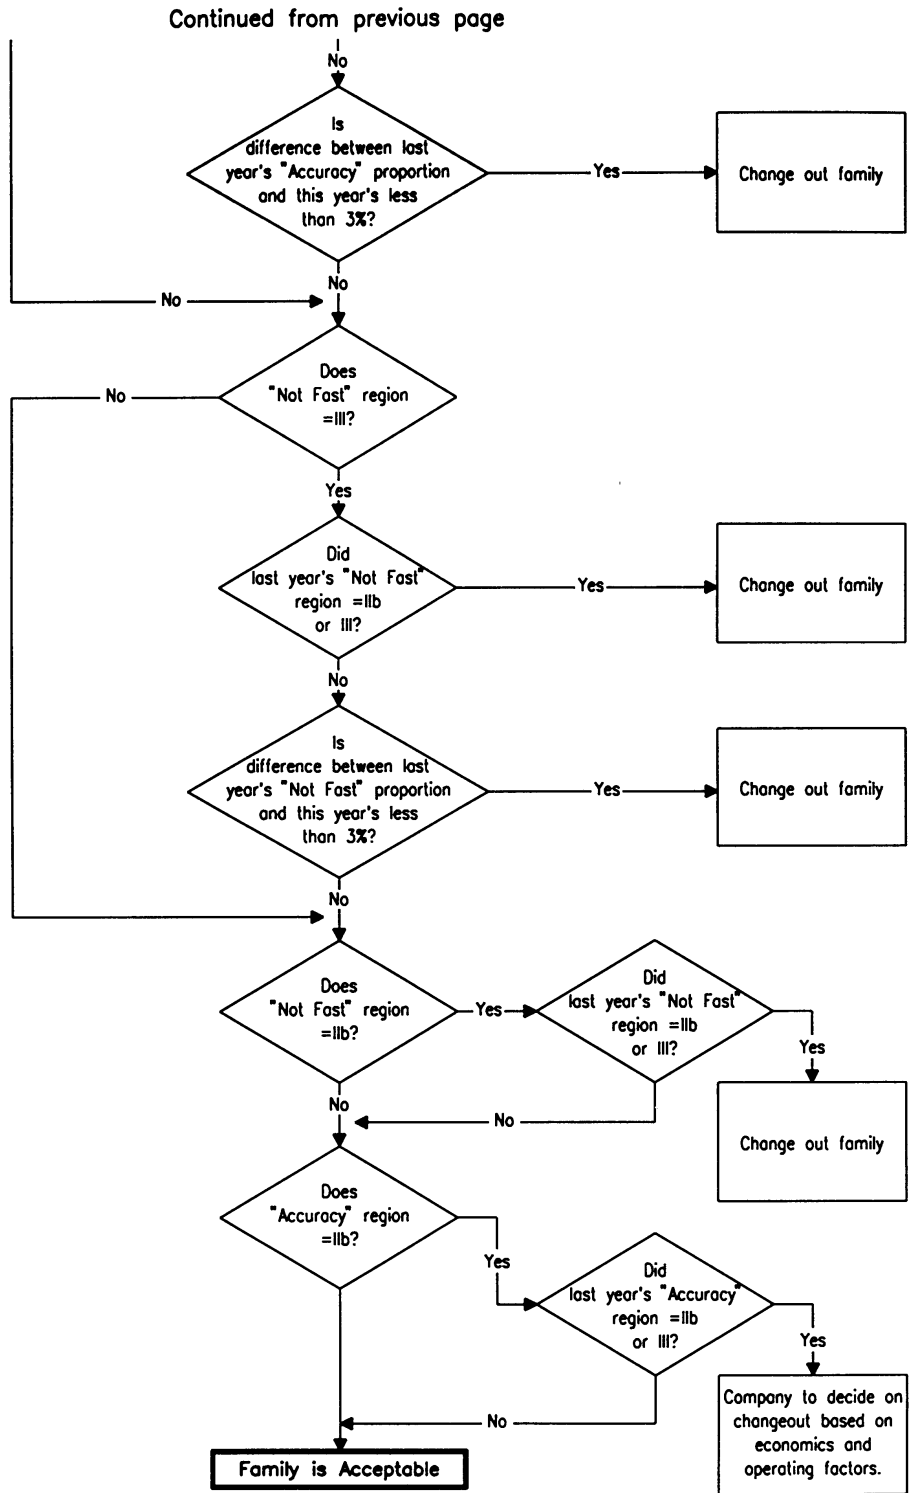 Continued from previous page
No
Is
difference between last
year's "Accuracy" proportion
and this year's less
than 3%?
Yes
Change out family
No
No
Does
"Not Fast" region
=III?
No
Yes
Did
last year's "Not Fast"
region =IIb
or III?
Yes
Change out family
No
Is
difference between last
year's "Not Fast" proportion
and this year's less
than 3%?
Yes
Change out family
No
Does
"Not Fast" region
=IIb?
Yes
Did
last year's "Not Fast"
region =IIb
or III?
Yes
Change out family
No
No
Does
"Accuracy" region
=IIb?
Yes
Did
last year's "Accuracy"
region =IIb
or III?
Yes
Company to decide on
changeout based on
economics and
operating factors.
No
Family is Acceptable